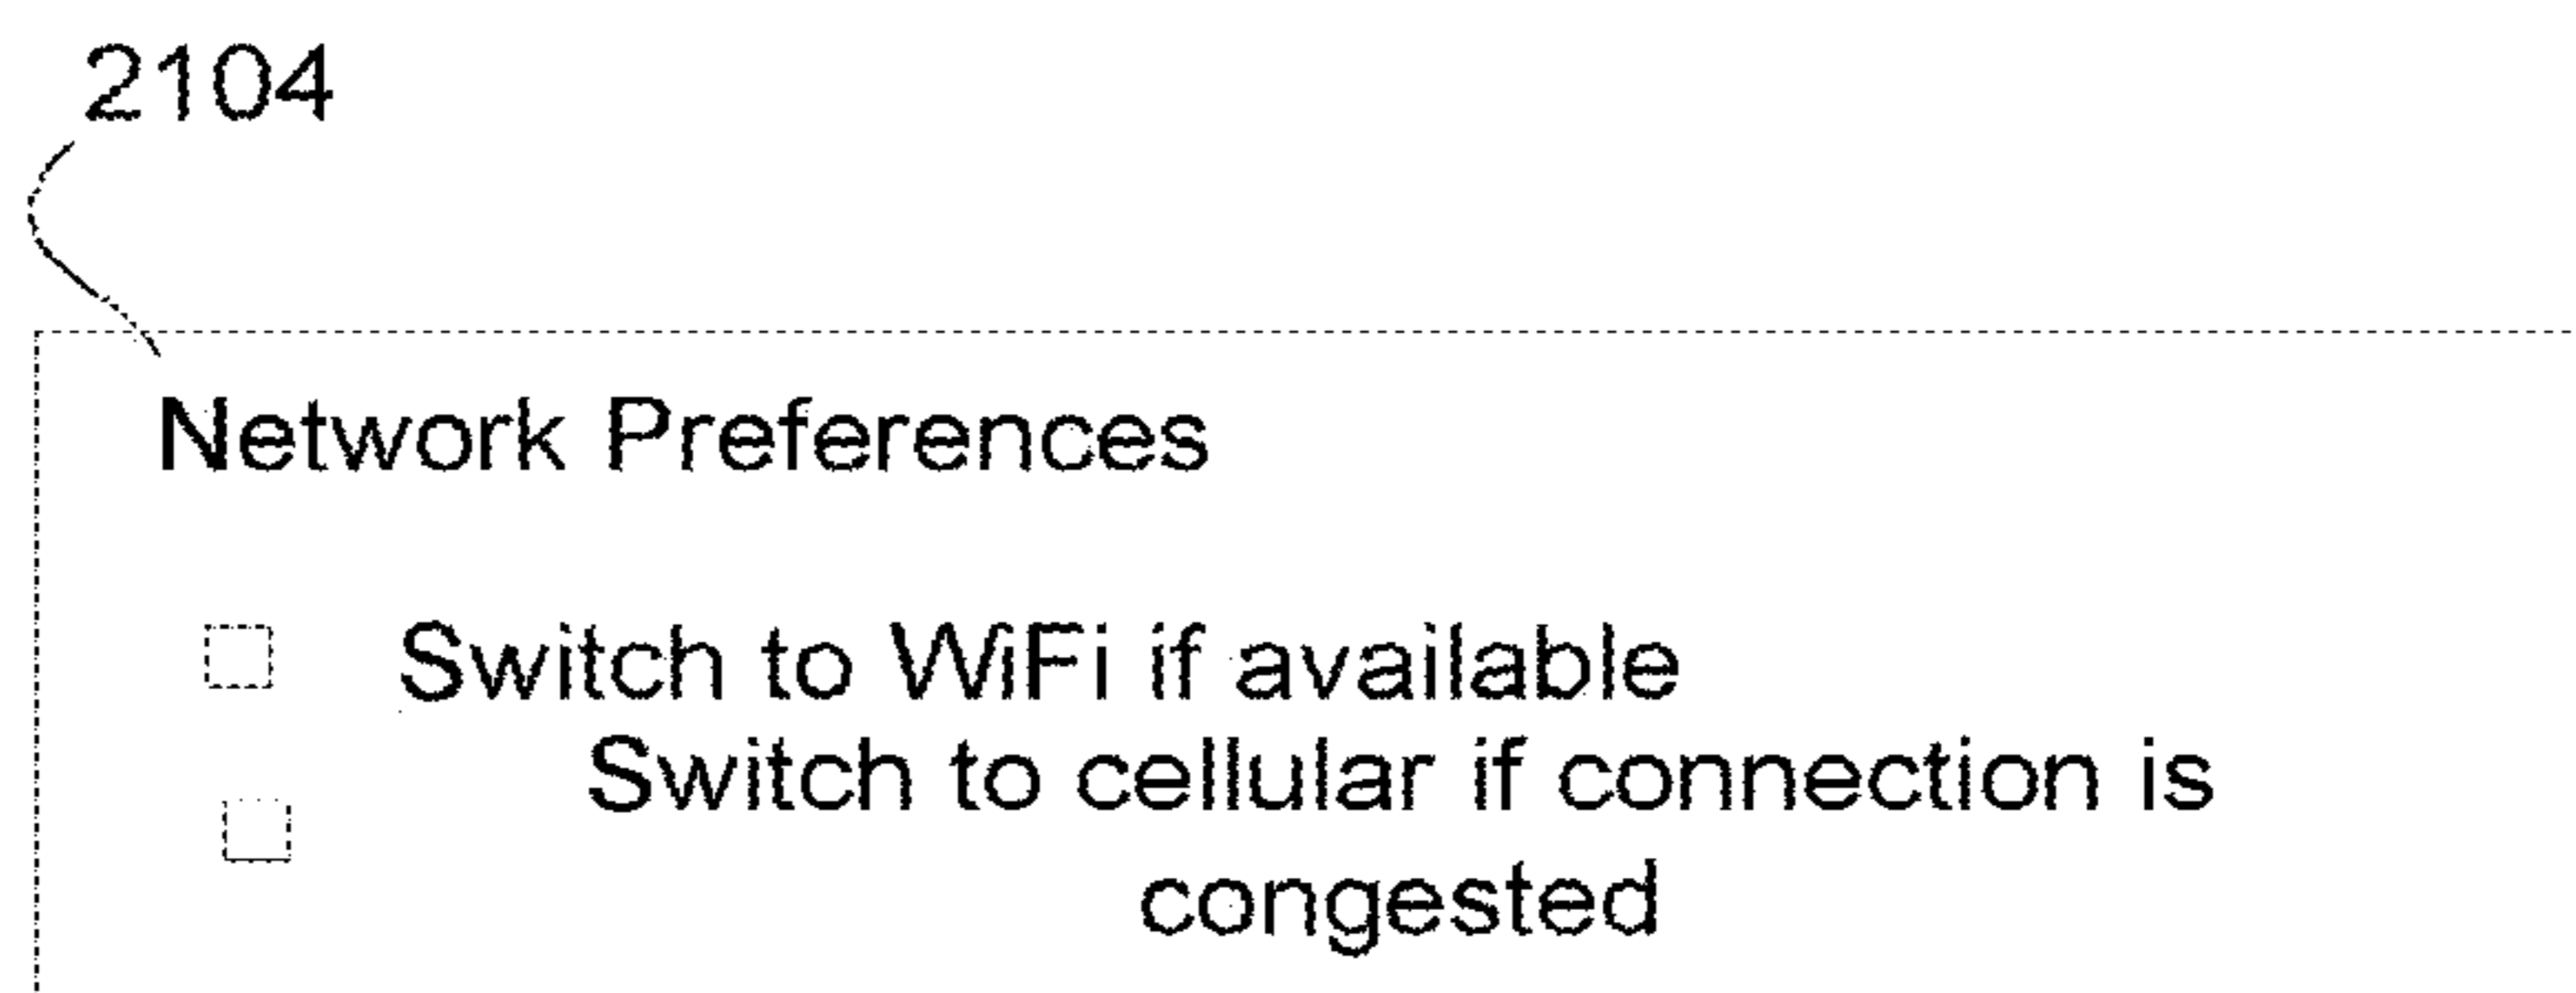 2104
Network Preferences
Switch to WiFi if available
Switch to cellular if connection is
congested